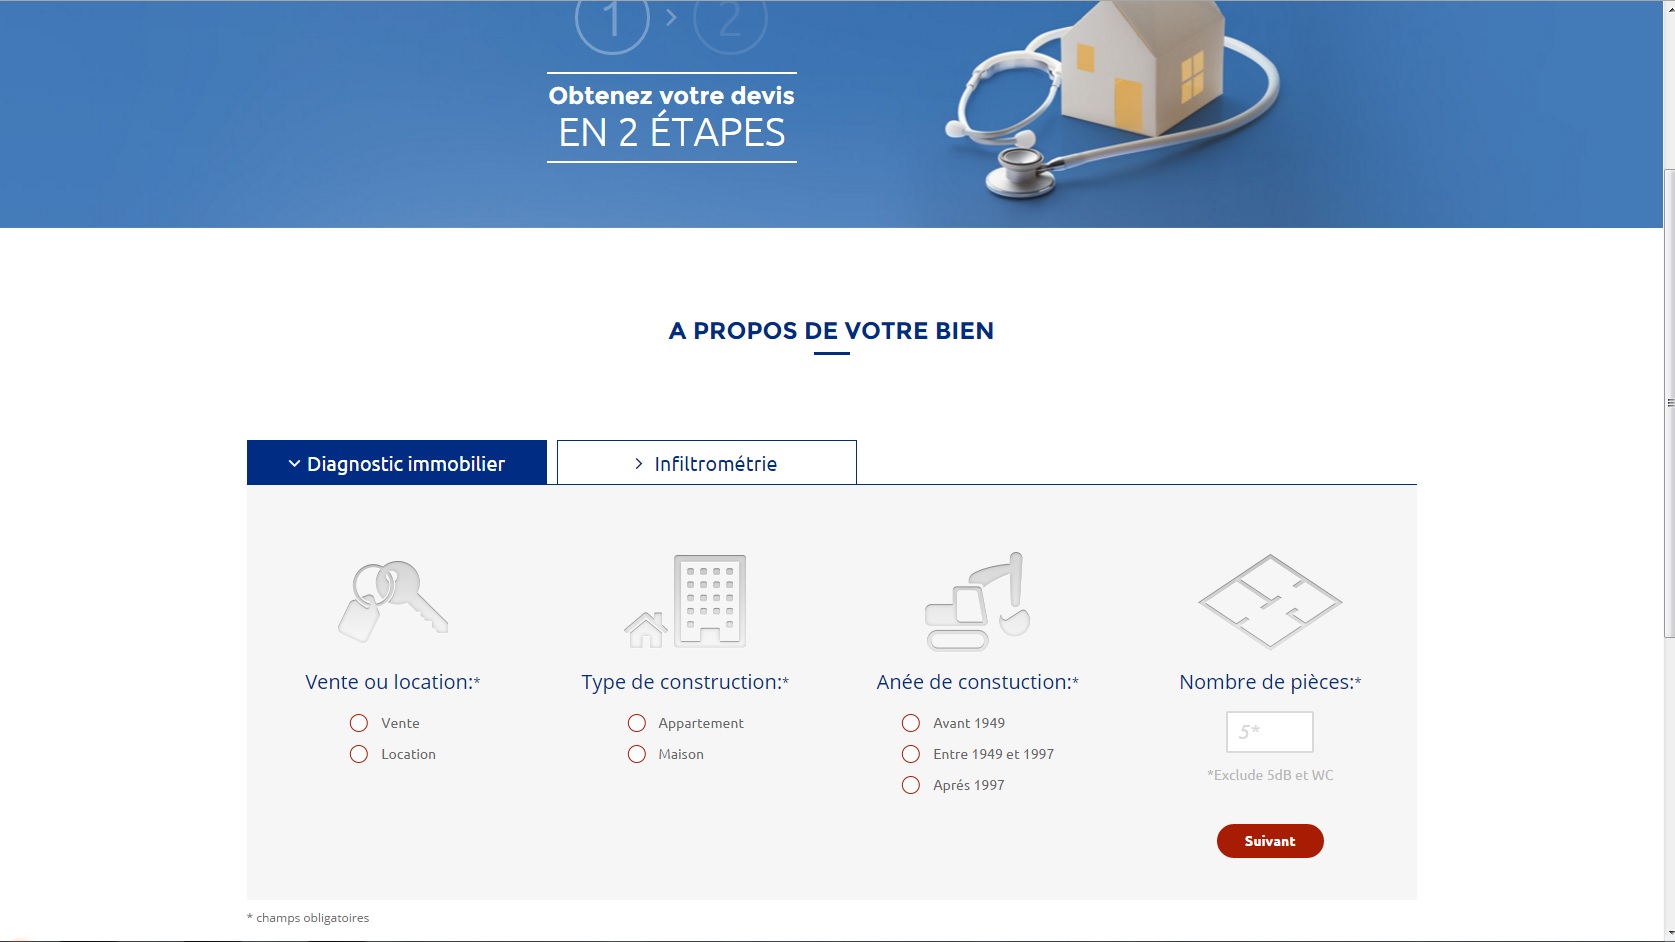 1 > 2
Obtenez votre devis
EN 2 ÉTAPES
A PROPOS DE VOTRE BIEN
Diagnostic immobilier
Infiltrométrie
Vente ou location:*
Vente
Location
Type de construction:*
Appartement
Maison
Anée de constuction:*
Avant 1949
Entre 1949 et 1997
Aprés 1997
Nombre de pièces:*
5*
*Exclude 5dB et WC
Suivant
* champs obligatoires